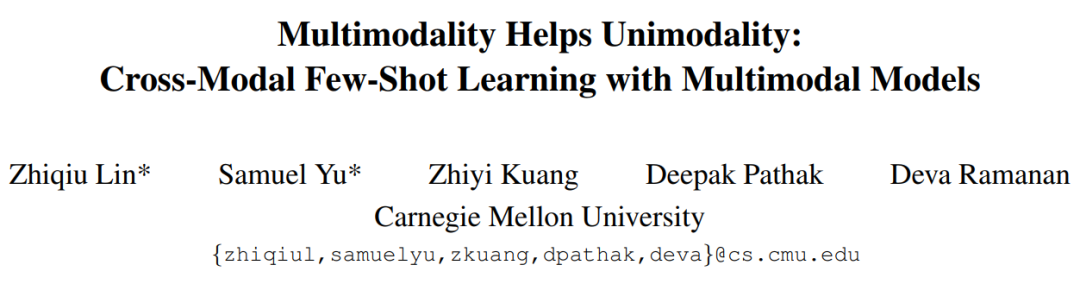 Multimodality Helps Unimodality:
Cross-Modal Few-Shot Learning with Multimodal Models
Zhiqiu Lin* Samuel Yu* Zhiyi Kuang Deepak Pathak Deva Ramanan
Carnegie Mellon University
{zhiqiul,samuelyu,zkuang,dpathak,deva}@cs.cmu.edu